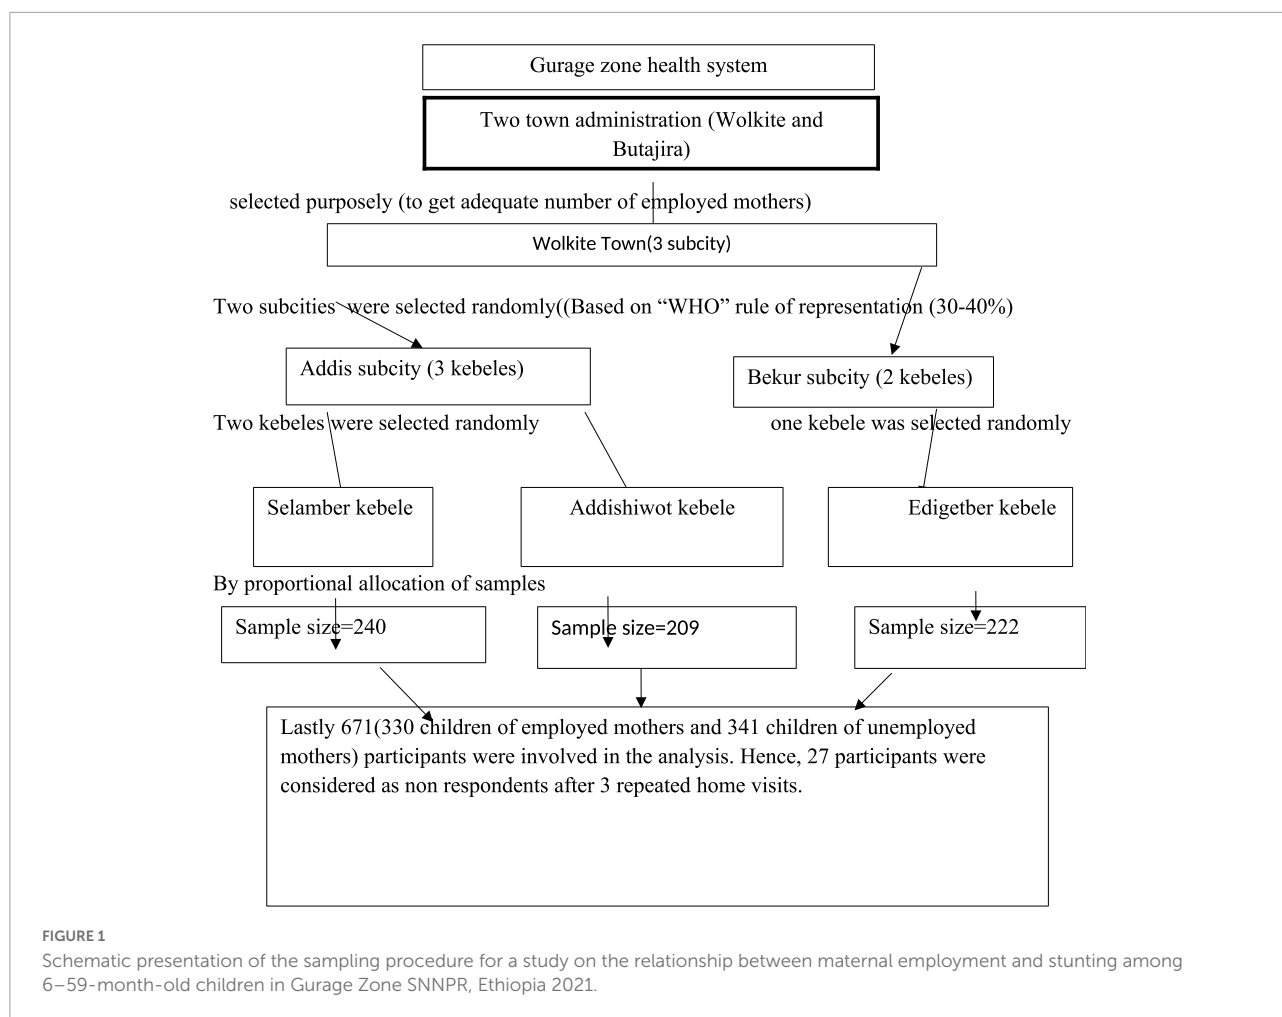 Gurage zone health system
Two town administration (Wolkite and
Butajira)
selected purposely (to get adequate number of employed mothers)
Wolkite Town(3 subcity)
Two subcities were selected randomly((Based on “WHO” rule of representation (30-40%)
Addis subcity (3 kebeles)
Bekur subcity (2 kebeles)
Two kebeles were selected randomly
one kebele was selected randomly
Selamber kebele
Addishiwot kebele
Edigetber kebele
By proportional allocation of samples
Sample size=240
Sample size=209
Sample size=222
Lastly 671(330 children of employed mothers and 341 children of unemployed
mothers) participants were involved in the analysis. Hence, 27 participants were
considered as non respondents after 3 repeated home visits.
FIGURE 1
Schematic presentation of the sampling procedure for a study on the relationship between maternal employment and stunting among
6–59-month-old children in Gurage Zone SNNPR, Ethiopia 2021.